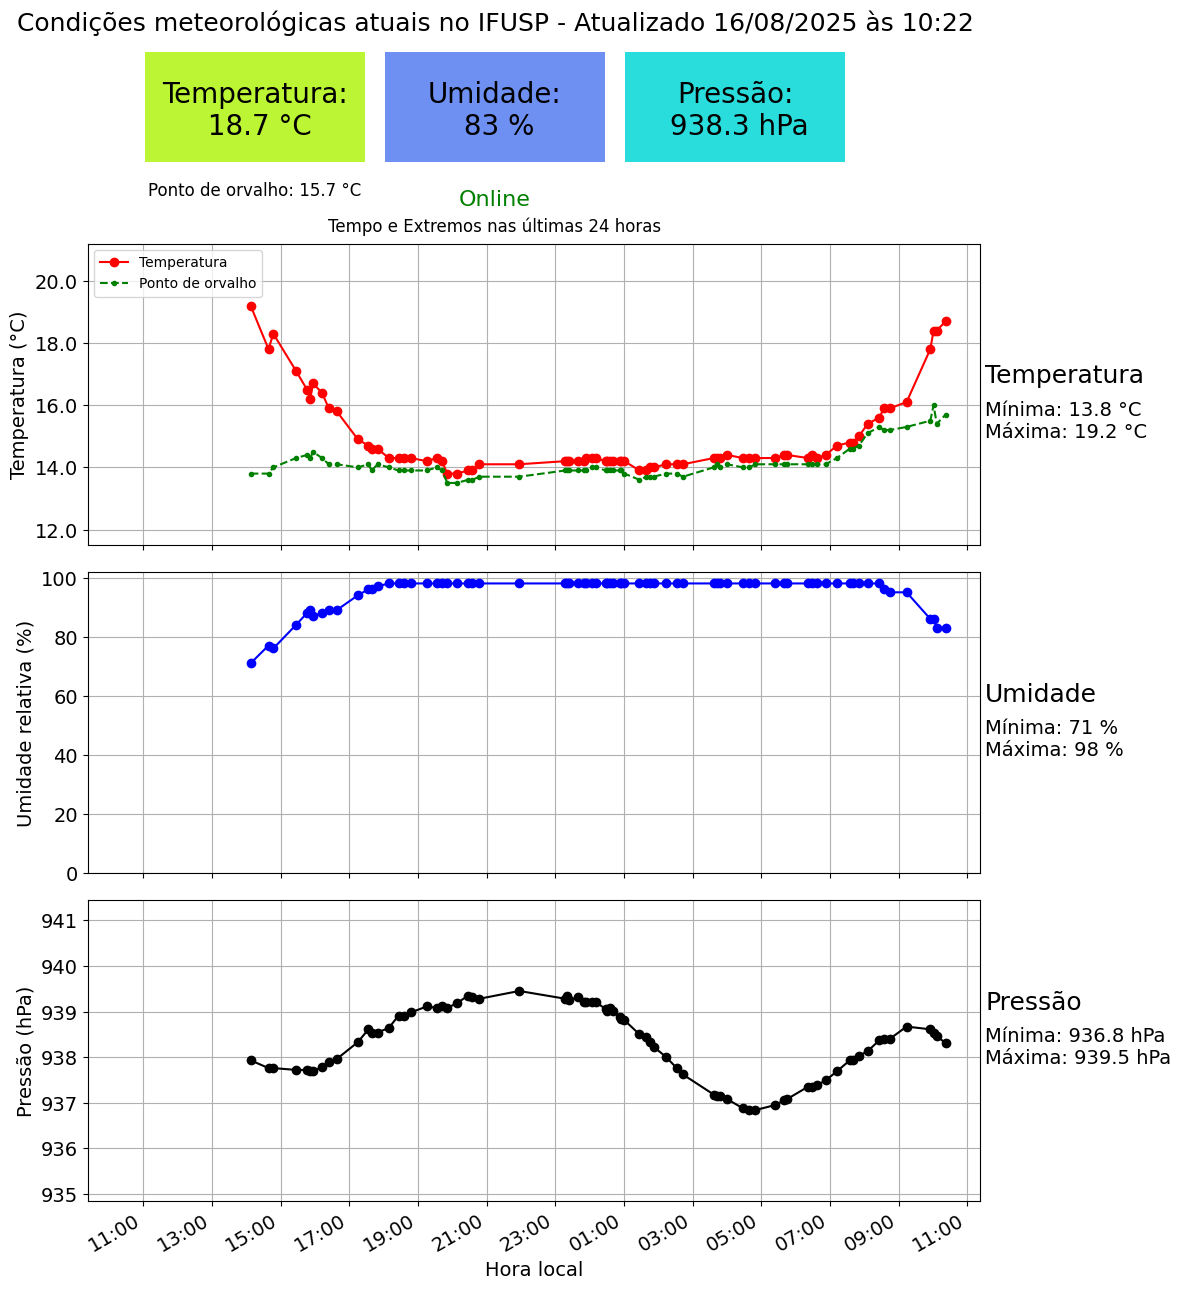 Condições meteorológicas atuais no IFUSP - Atualizado 16/08/2025 às 10:22
Temperatura:
18.7 °C
Umidade:
83 %
Pressão:
938.3 hPa
Ponto de orvalho: 15.7 °C
Online
Tempo e Extremos nas últimas 24 horas
Temperatura
Ponto de orvalho
Temperatura (°C)
20.0
18.0
16.0
14.0
12.0
Temperatura
Mínima: 13.8 °C
Máxima: 19.2 °C
Umidade relativa (%)
100
80
60
40
20
0
Umidade
Mínima: 71 %
Máxima: 98 %
Pressão (hPa)
941
940
939
938
937
936
935
Pressão
Mínima: 936.8 hPa
Máxima: 939.5 hPa
11:00
13:00
15:00
17:00
19:00
21:00
23:00
01:00
03:00
05:00
07:00
09:00
11:00
Hora local